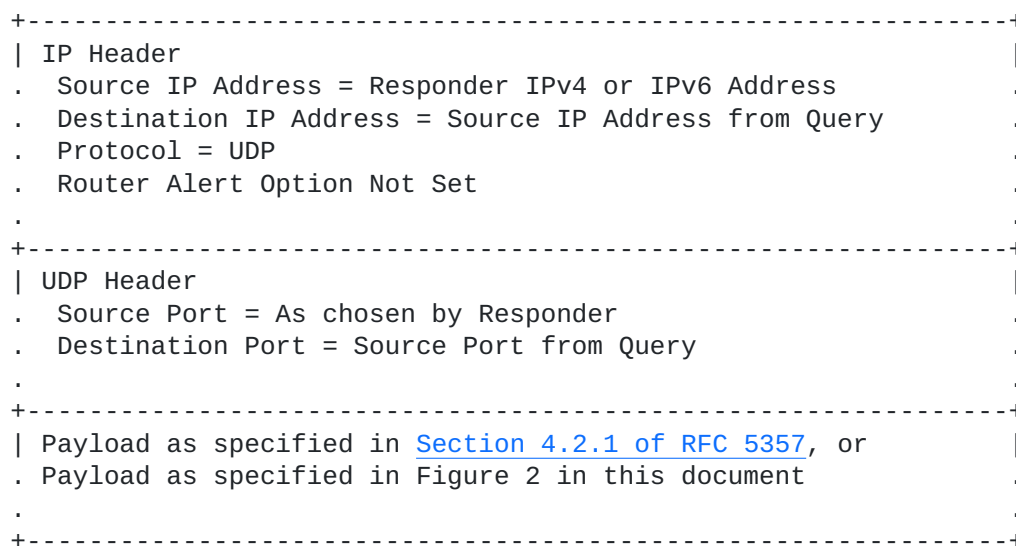 +--------------------------------------------------------------+
| IP Header |
. Source IP Address = Responder IPv4 or IPv6 Address .
. Destination IP Address = Source IP Address from Query .
. Protocol = UDP .
. Router Alert Option Not Set .
. .
+--------------------------------------------------------------+
| UDP Header |
. Source Port = As chosen by Responder .
. Destination Port = Source Port from Query .
. .
+--------------------------------------------------------------+
| Payload as specified in Section 4.2.1 of RFC 5357, or |
. Payload as specified in Figure 2 in this document .
. .
+--------------------------------------------------------------+